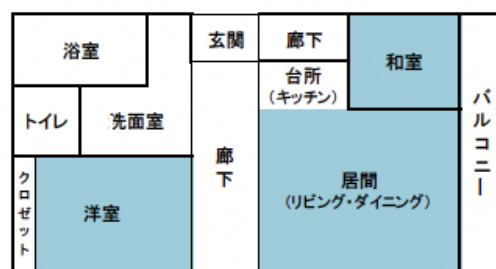 浴室
玄関
廊下
和室
台所
(キッチン)
トイレ
洗面室
廊下
バルコニー
クロゼット
洋室
居間
(リビング・ダイニング)